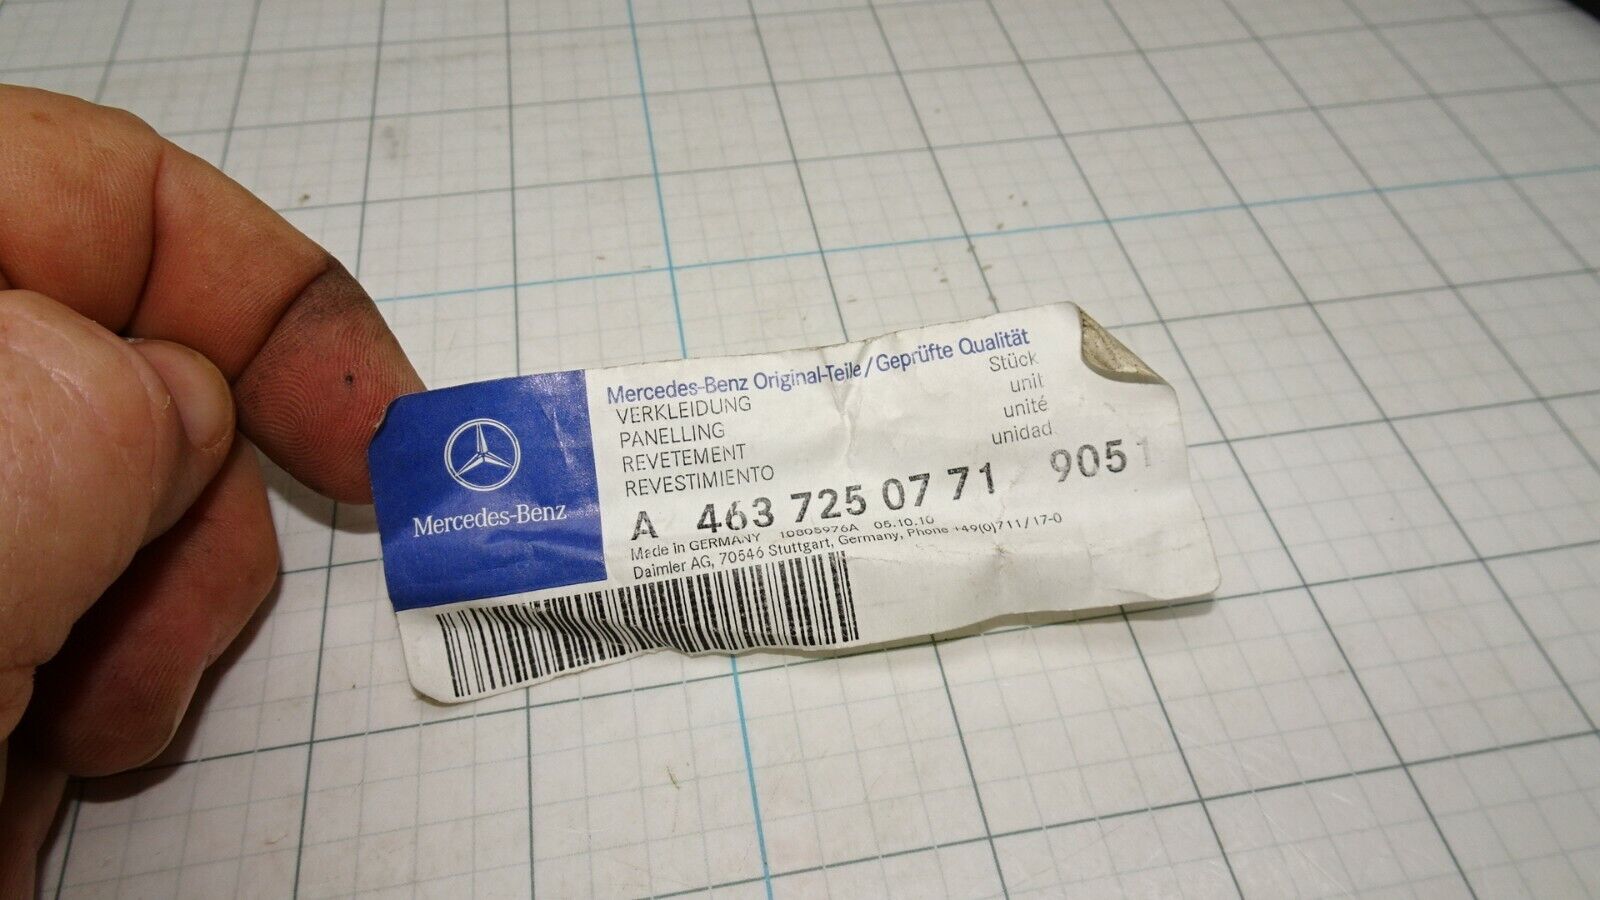 Mercedes-Benz
Mercedes-Benz Original-Teile/Geprüfte Qualität
VERKLEIDUNG
PANELLING
REVETEMENT
REVESTIMIENTO
Stück
unit
unité
unidad
A 463 725 07 71 9051
Made in GERMANY 10805976A 05.10.10
Daimler AG, 70546 Stuttgart, Germany, Phone +49(0)711/17-0